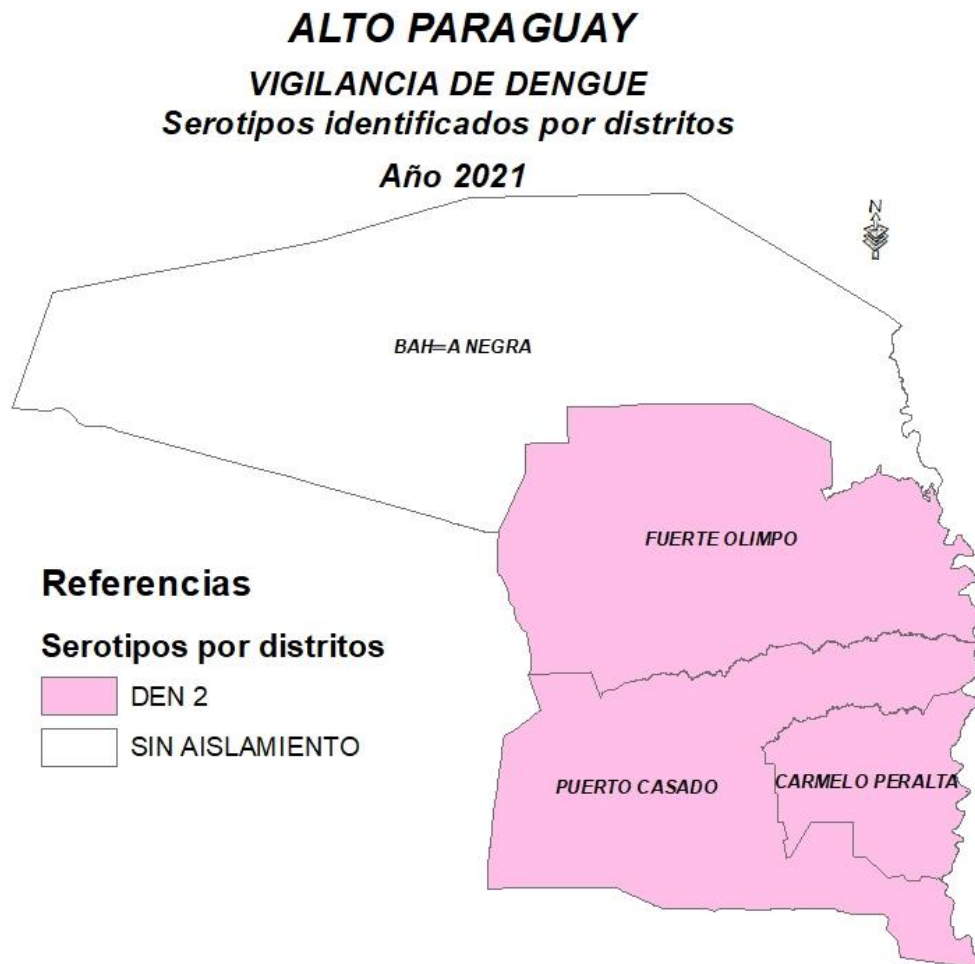 ALTO PARAGUAY
VIGILANCIA DE DENGUE
Serotipos identificados por distritos
Año 2021
N
BAH=A NEGRA
FUERTE OLIMPO
Referencias
Serotipos por distritos
DEN 2
SIN AISLAMIENTO
PUERTO CASADO
CARMELO PERALTA